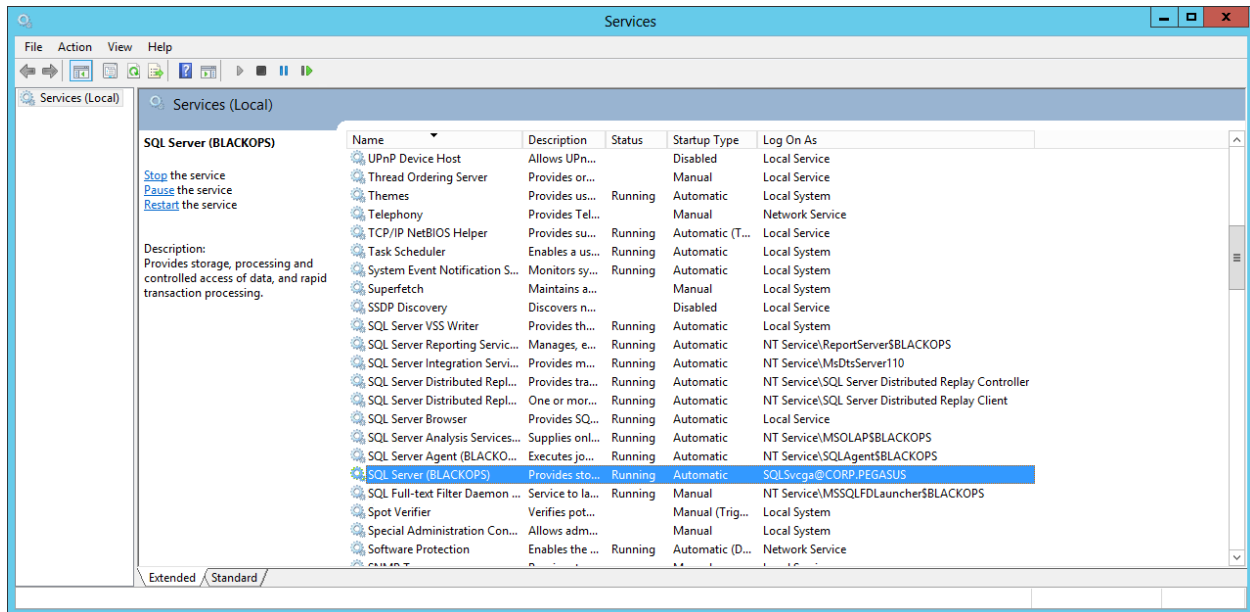 Services
File Action View Help
Services (Local)
Services (Local)
SQL Server (BLACKOPS)
Stop the service
Pause the service
Restart the service
Description:
Provides storage, processing and
controlled access of data, and rapid
transaction processing.
Name Description Status Startup Type Log On As
UPnP Device Host Allows UPn... Disabled Local Service
Thread Ordering Server Provides or... Manual Local Service
Themes Provides us... Running Automatic Local System
Telephony Provides Tel... Manual Network Service
TCP/IP NetBIOS Helper Provides su... Running Automatic (T... Local Service
Task Scheduler Enables a us... Running Automatic Local System
System Event Notification S... Monitors sy... Running Automatic Local System
Superfetch Maintains a... Manual Local System
SSDP Discovery Discovers n... Disabled Local Service
SQL Server VSS Writer Provides th... Running Automatic Local System
SQL Server Reporting Servic... Manages, e... Running Automatic NT Service\ReportServer$BLACKOPS
SQL Server Integration Servi... Provides m... Running Automatic NT Service\MsDtsServer110
SQL Server Distributed Repl... Provides tra... Running Automatic NT Service\SQL Server Distributed Replay Controller
SQL Server Distributed Repl... One or mor... Running Automatic NT Service\SQL Server Distributed Replay Client
SQL Server Browser Provides SQ... Running Automatic Local Service
SQL Server Analysis Services... Supplies onl... Running Automatic NT Service\MSOLAP$BLACKOPS
SQL Server Agent (BLACKO... Executes jo... Running Automatic NT Service\SQLAgent$BLACKOPS
SQL Server (BLACKOPS) Provides sto... Running Automatic SQLSvcga@CORP.PEGASUS
SQL Full-text Filter Daemon ... Service to la... Running Manual NT Service\MSSQLFDLauncher$BLACKOPS
Spot Verifier Verifies pot... Manual (Trig... Local System
Special Administration Con... Allows adm... Manual Local System
Software Protection Enables the ... Running Automatic (D... Network Service
Extended Standard